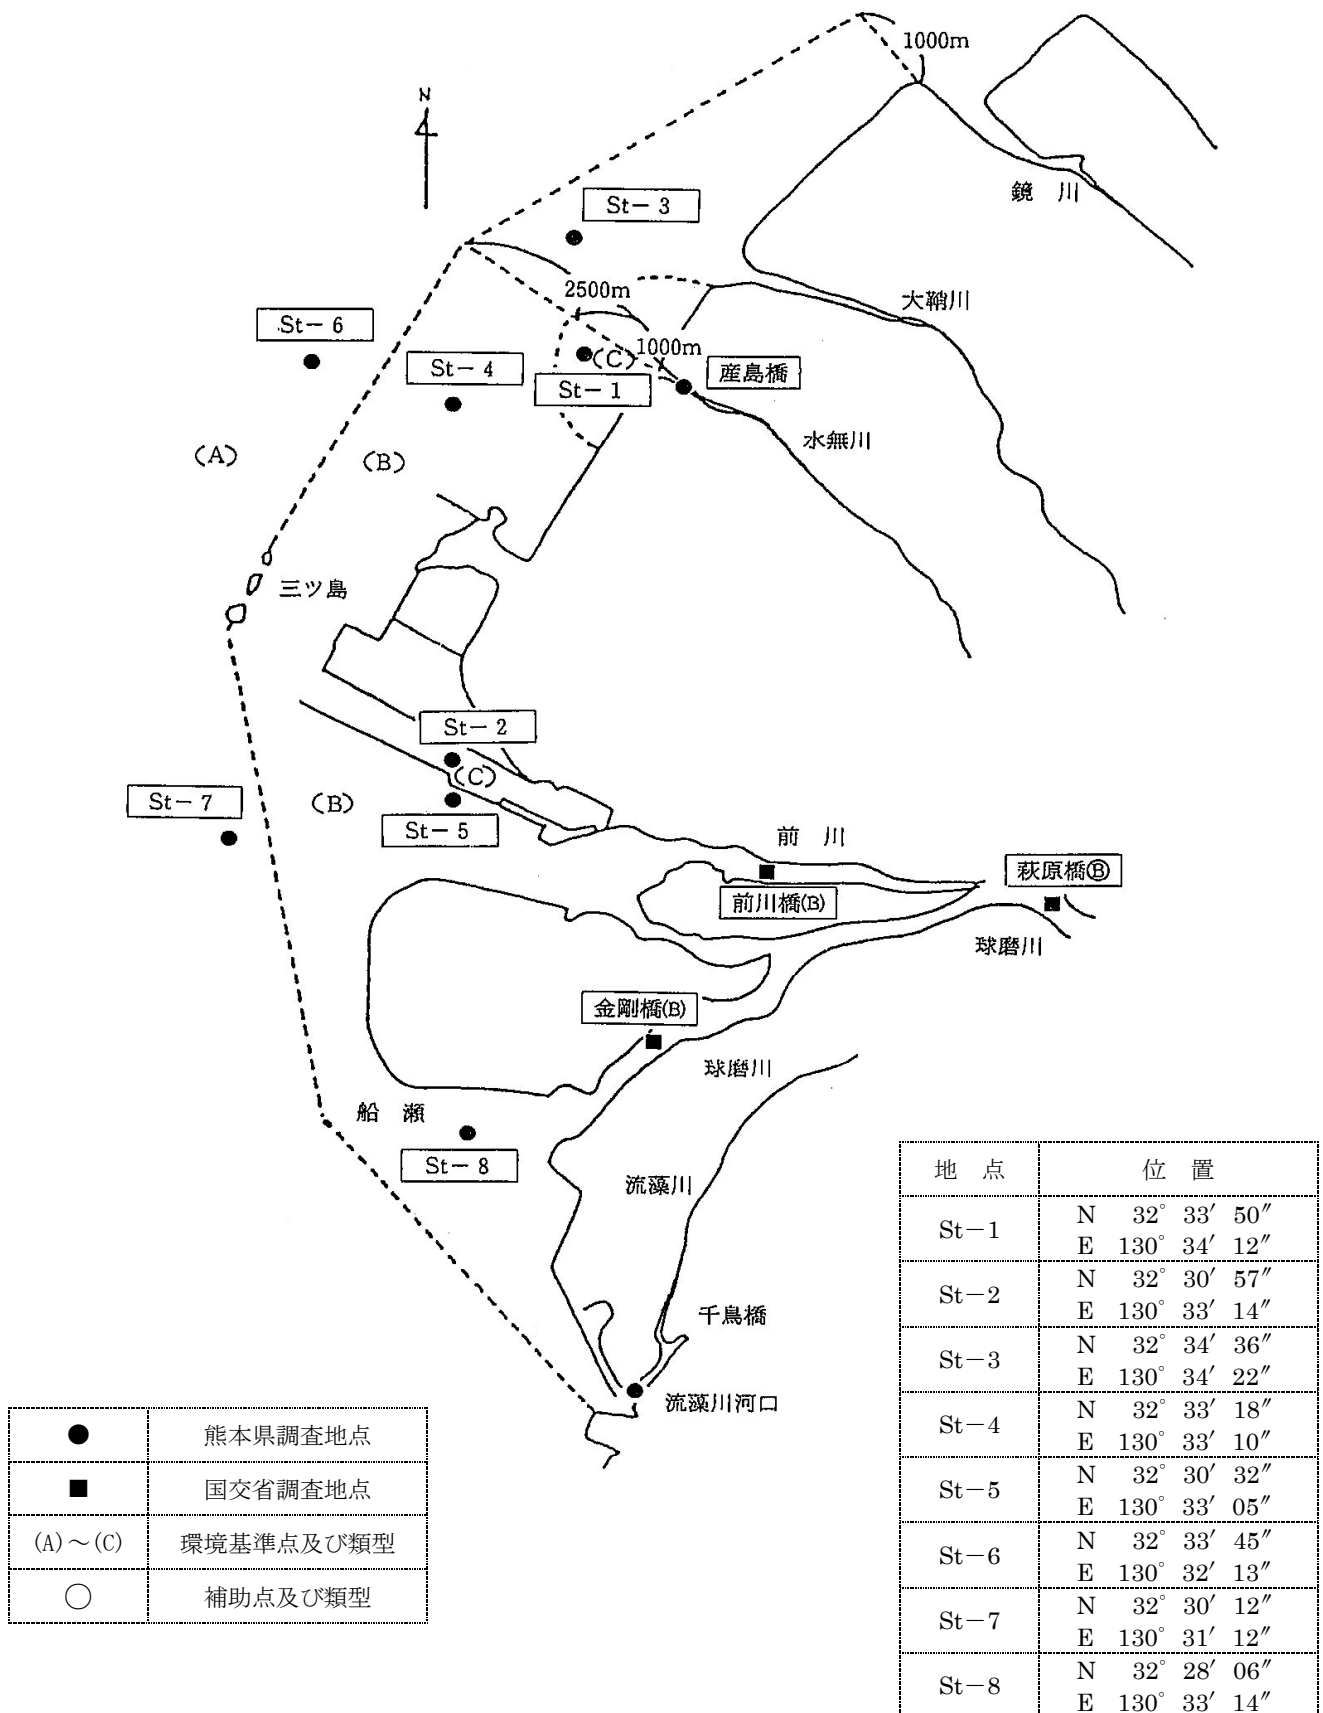 1000m
N
鏡 川
St-3
大鞘川
2500m
St-6
1000m
(C)
St-4
産島橋
St-1
水無川
(A)
(B)
三ツ島
St-2
(C)
St-7
(B)
St-5
前 川
萩原橋Ⓑ
前川橋(B)
球磨川
金剛橋(B)
球磨川
船 瀬
St-8
流藻川
千鳥橋
流藻川河口
● 熊本県調査地点
■ 国交省調査地点
(A)~(C) 環境基準点及び類型
○ 補助点及び類型
地 点 位 置
St-1 N 32° 33′ 50″
E 130° 34′ 12″
St-2 N 32° 30′ 57″
E 130° 33′ 14″
St-3 N 32° 34′ 36″
E 130° 34′ 22″
St-4 N 32° 33′ 18″
E 130° 33′ 10″
St-5 N 32° 30′ 32″
E 130° 33′ 05″
St-6 N 32° 33′ 45″
E 130° 32′ 13″
St-7 N 32° 30′ 12″
E 130° 31′ 12″
St-8 N 32° 28′ 06″
E 130° 33′ 14″